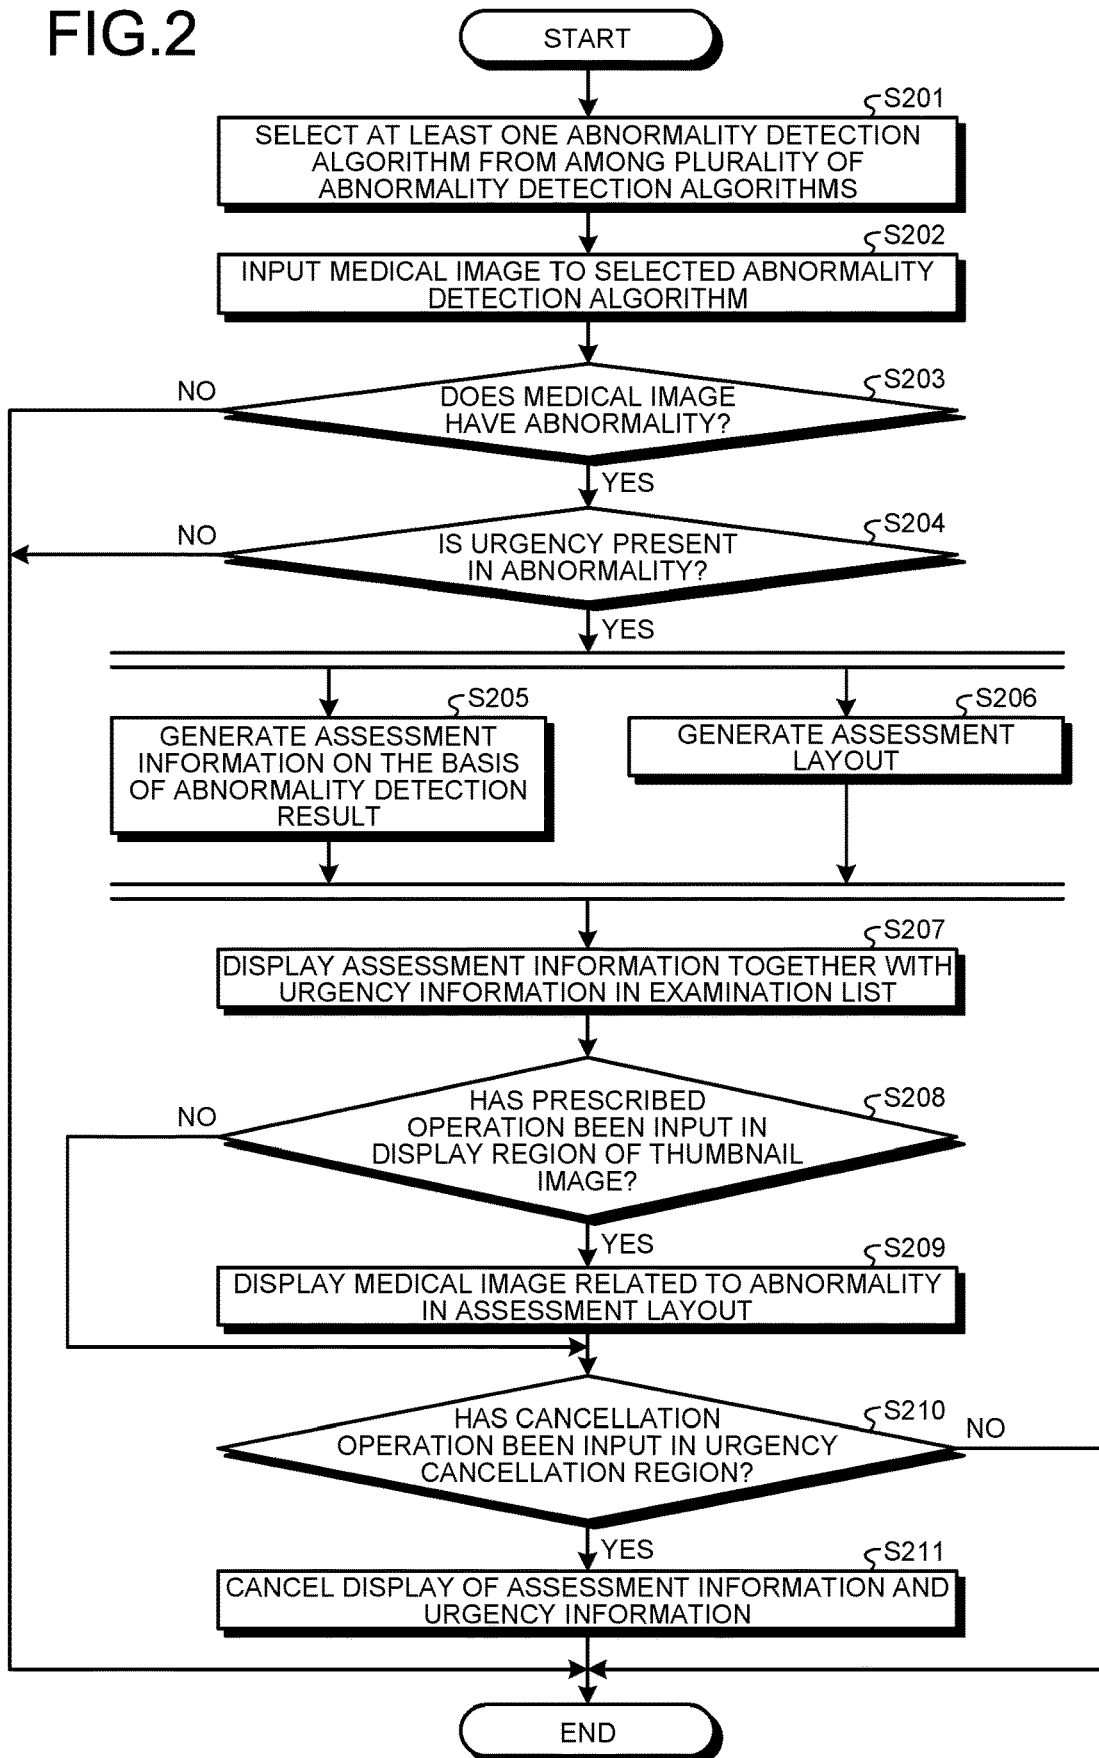 FIG.2
START
S201
SELECT AT LEAST ONE ABNORMALITY DETECTION
ALGORITHM FROM AMONG PLURALITY OF
ABNORMALITY DETECTION ALGORITHMS
S202
INPUT MEDICAL IMAGE TO SELECTED ABNORMALITY
DETECTION ALGORITHM
S203
NO
DOES MEDICAL IMAGE
HAVE ABNORMALITY?
YES
S204
NO
IS URGENCY PRESENT
IN ABNORMALITY?
YES
S205
GENERATE ASSESSMENT
INFORMATION ON THE BASIS
OF ABNORMALITY DETECTION
RESULT
S206
GENERATE ASSESSMENT
LAYOUT
S207
DISPLAY ASSESSMENT INFORMATION TOGETHER WITH
URGENCY INFORMATION IN EXAMINATION LIST
S208
NO
HAS PRESCRIBED
OPERATION BEEN INPUT IN
DISPLAY REGION OF THUMBNAIL
IMAGE?
YES
S209
DISPLAY MEDICAL IMAGE RELATED TO ABNORMALITY
IN ASSESSMENT LAYOUT
S210
HAS CANCELLATION
OPERATION BEEN INPUT IN URGENCY
CANCELLATION REGION?
NO
YES
S211
CANCEL DISPLAY OF ASSESSMENT INFORMATION AND
URGENCY INFORMATION
END